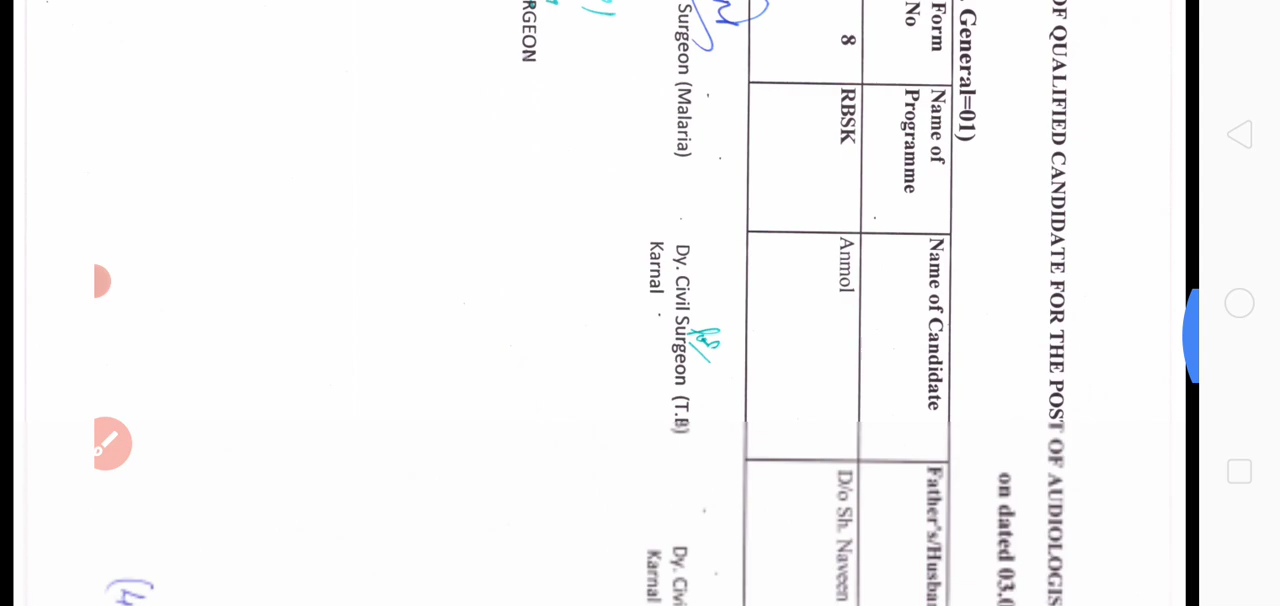 OF QUALIFIED CANDIDATE FOR THE POST OF AUDIOLOGIS
on dated 03.0
, General=01)
Form No
Name of Programme
Name of Candidate
Father's/Husba
8
RBSK
Anmol
D/o Sh. Naveen
Surgeon (Malaria)
Dy. Civil Surgeon (T.B)
Karnal
Dy. Civi
Karnal
RGEON